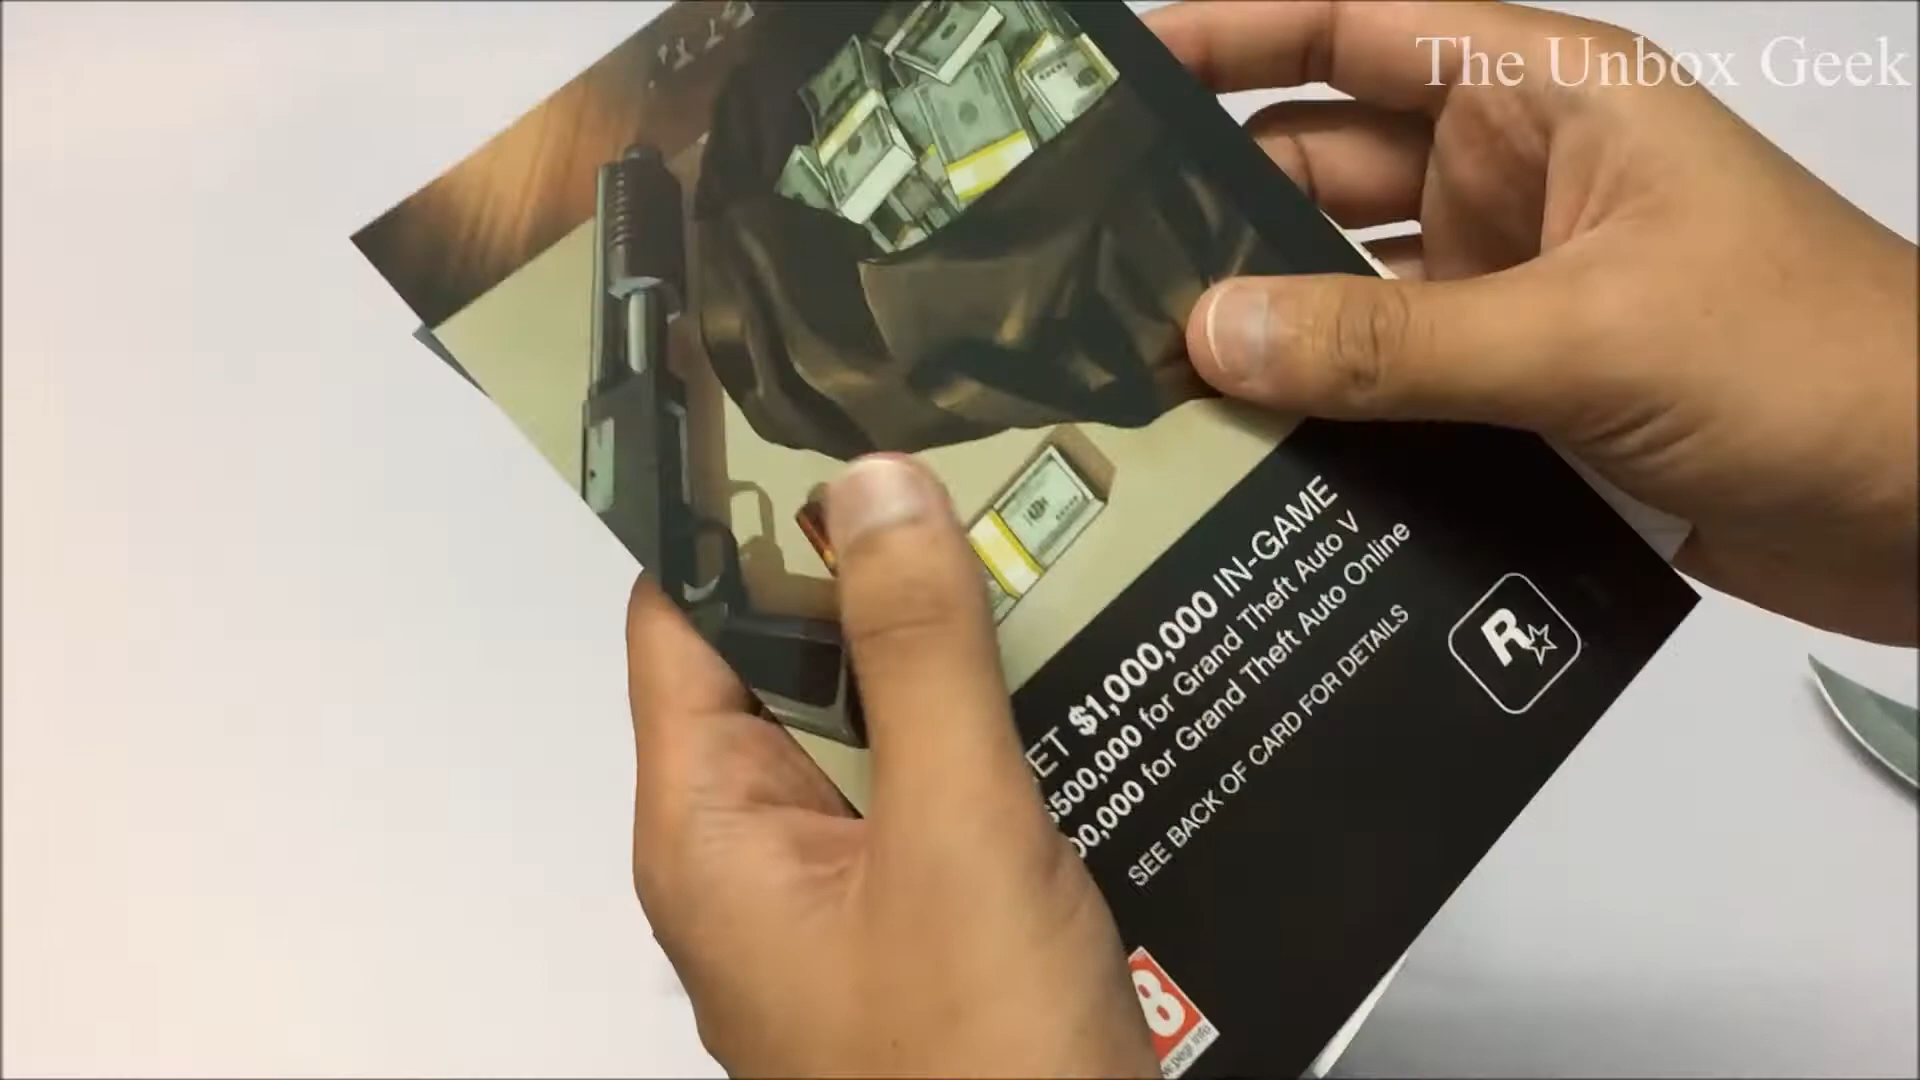 The Unbox Geek
ET $1,000,000 IN-GAME
$500,000 for Grand Theft Auto V
00,000 for Grand Theft Auto Online
SEE BACK OF CARD FOR DETAILS
R
8